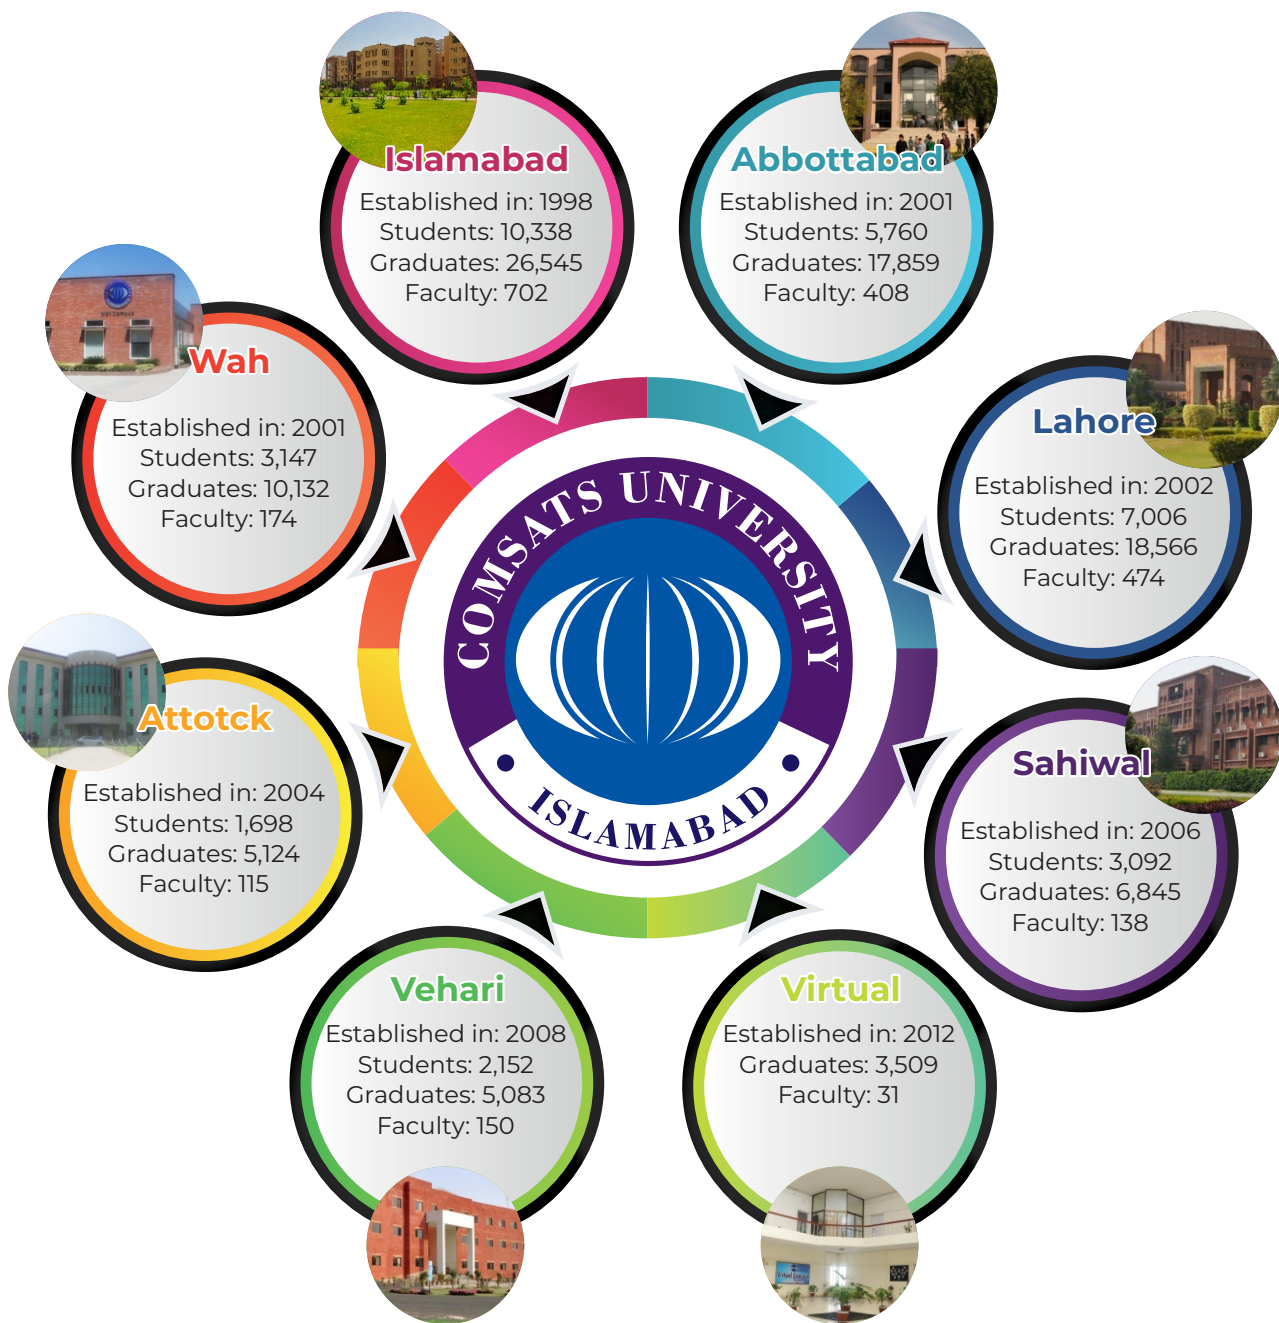 Islamabad
Established in: 1998
Students: 10,338
Graduates: 26,545
Faculty: 702
Abbottabad
Established in: 2001
Students: 5,760
Graduates: 17,859
Faculty: 408
Wah
Established in: 2001
Students: 3,147
Graduates: 10,132
Faculty: 174
Lahore
Established in: 2002
Students: 7,006
Graduates: 18,566
Faculty: 474
COMSATS UNIVERSITY
ISLAMABAD
Attotck
Established in: 2004
Students: 1,698
Graduates: 5,124
Faculty: 115
Sahiwal
Established in: 2006
Students: 3,092
Graduates: 6,845
Faculty: 138
Vehari
Established in: 2008
Students: 2,152
Graduates: 5,083
Faculty: 150
Virtual
Established in: 2012
Graduates: 3,509
Faculty: 31